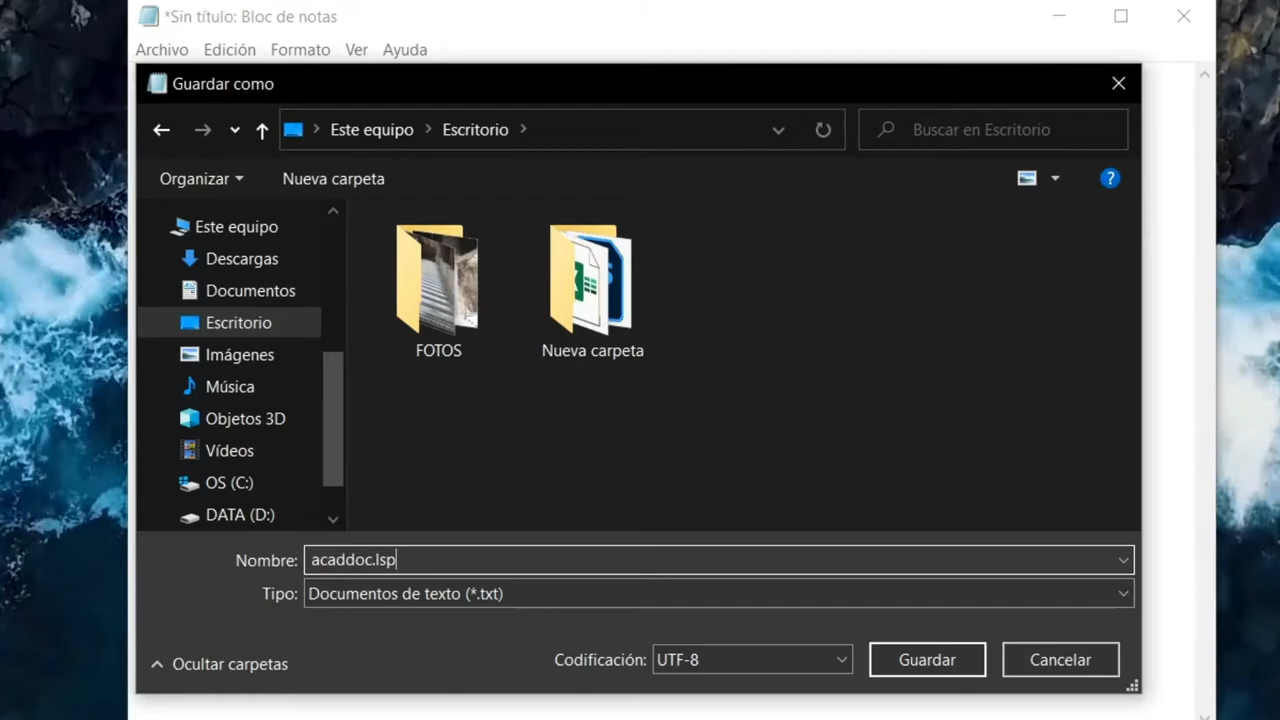 *Sin título: Bloc de notas
Archivo Edición Formato Ver Ayuda
Guardar como
Este equipo Escritorio Buscar en Escritorio
Organizar Nueva carpeta
Este equipo
Descargas
Documentos
Escritorio
Imágenes
Música
Objetos 3D
Vídeos
OS (C:)
DATA (D:)
FOTOS
Nueva carpeta
Nombre: acaddoc.lsp
Tipo: Documentos de texto (*.txt)
Ocultar carpetas Codificación: UTF-8 Guardar Cancelar